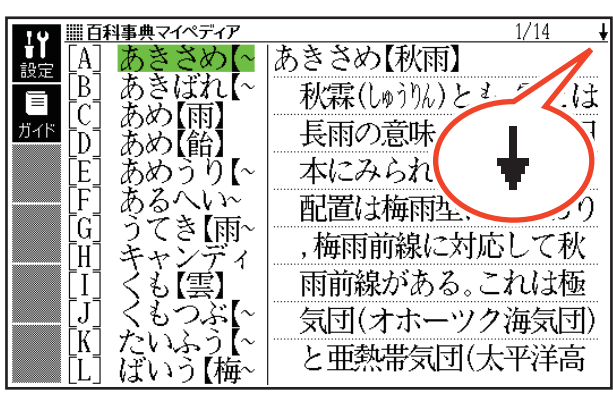 設定
ガイド
百科事典マイペディア
1/14 ↓
[A] あきさめ【~
[B] あきばれ【~
[C] あめ【雨】
[D] あめ【飴】
[E] あめうり【~
[F] あるへい~
[G] うてき【雨~
[H] キャンディ
[I] くも【雲】
[J] くもつぶ【~
[K] たいふう【~
[L] ばいう【梅~
あきさめ【秋雨】
秋霖(しゅうりん)とも
は
長雨の意味
本にみられ
配置は梅雨型
り
,梅雨前線に対応して秋
雨前線がある。これは極
気団(オホーツク海気団)
と亜熱帯気団(太平洋高
↓